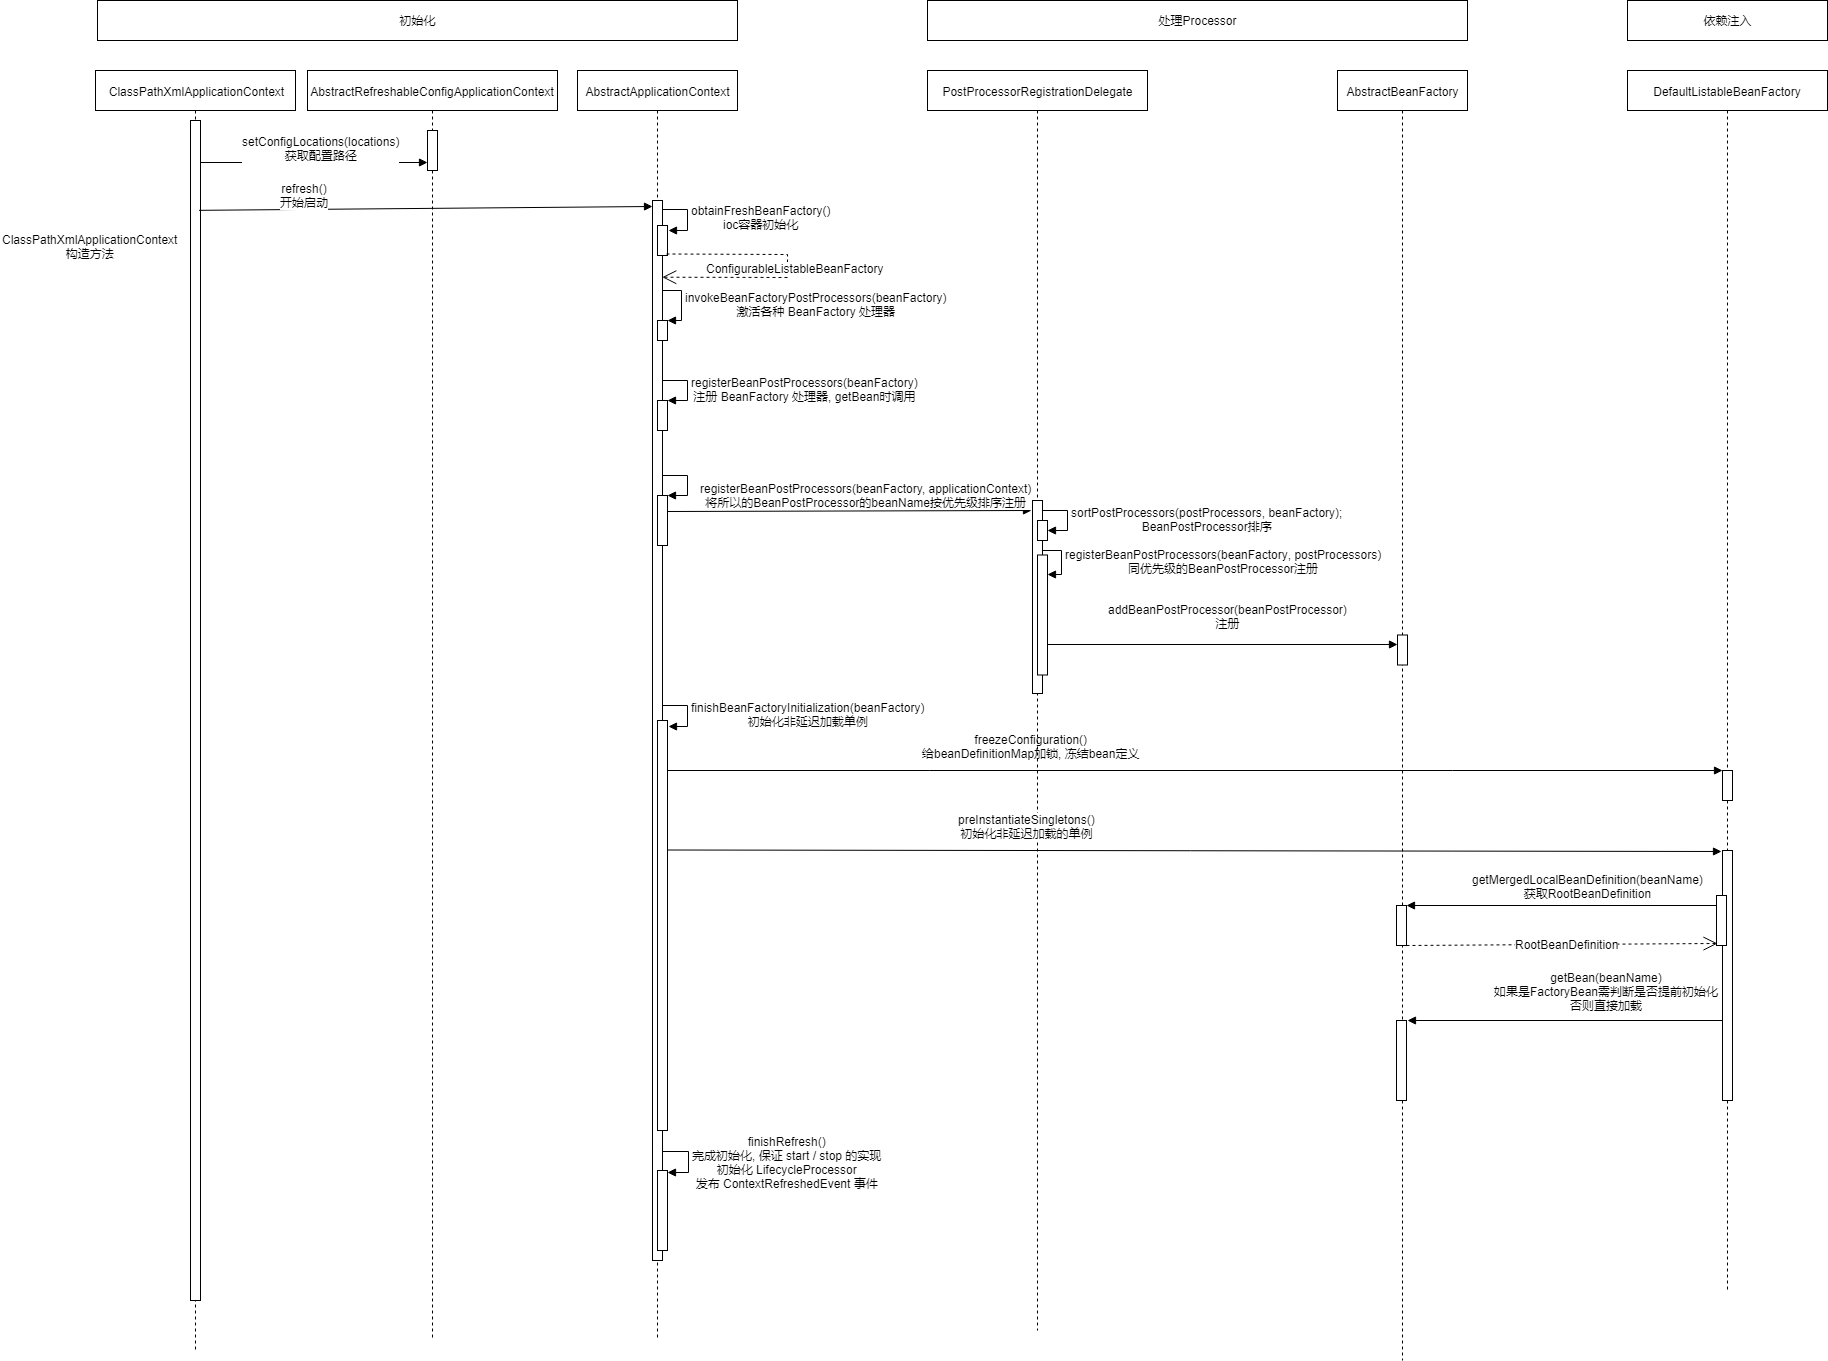 初始化
处理Processor
依赖注入
ClassPathXmlApplicationContext
AbstractRefreshableConfigApplicationContext
AbstractApplicationContext
PostProcessorRegistrationDelegate
AbstractBeanFactory
DefaultListableBeanFactory
setConfigLocations(locations)
获取配置路径
refresh()
开始启动
ClassPathXmlApplicationContext
构造方法
obtainFreshBeanFactory()
ioc容器初始化
ConfigurableListableBeanFactory
invokeBeanFactoryPostProcessors(beanFactory)
激活各种 BeanFactory 处理器
registerBeanPostProcessors(beanFactory)
注册 BeanFactory 处理器, getBean时调用
registerBeanPostProcessors(beanFactory, applicationContext)
将所以的BeanPostProcessor的beanName按优先级排序注册
sortPostProcessors(postProcessors, beanFactory);
BeanPostProcessor排序
registerBeanPostProcessors(beanFactory, postProcessors)
同优先级的BeanPostProcessor注册
addBeanPostProcessor(beanPostProcessor)
注册
finishBeanFactoryInitialization(beanFactory)
初始化非延迟加载单例
freezeConfiguration()
给beanDefinitionMap加锁, 冻结bean定义
preInstantiateSingletons()
初始化非延迟加载的单例
getMergedLocalBeanDefinition(beanName)
获取RootBeanDefinition
RootBeanDefinition
getBean(beanName)
如果是FactoryBean需判断是否提前初始化
否则直接加载
finishRefresh()
完成初始化, 保证 start / stop 的实现
初始化 LifecycleProcessor
发布 ContextRefreshedEvent 事件